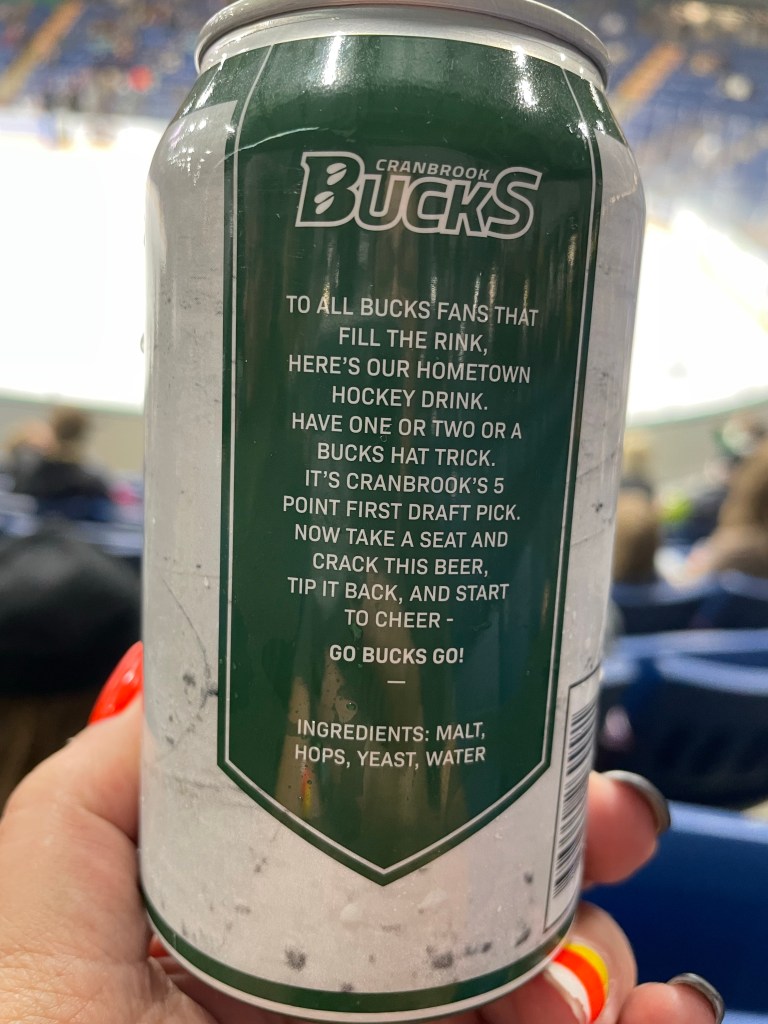 CRANBROOK
BUCKS
TO ALL BUCKS FANS THAT
FILL THE RINK,
HERE'S OUR HOMETOWN
HOCKEY DRINK.
HAVE ONE OR TWO OR A
BUCKS HAT TRICK.
IT'S CRANBROOK'S 5
POINT FIRST DRAFT PICK.
NOW TAKE A SEAT AND
CRACK THIS BEER,
TIP IT BACK, AND START
TO CHEER -
GO BUCKS GO!
—
INGREDIENTS: MALT,
HOPS, YEAST, WATER